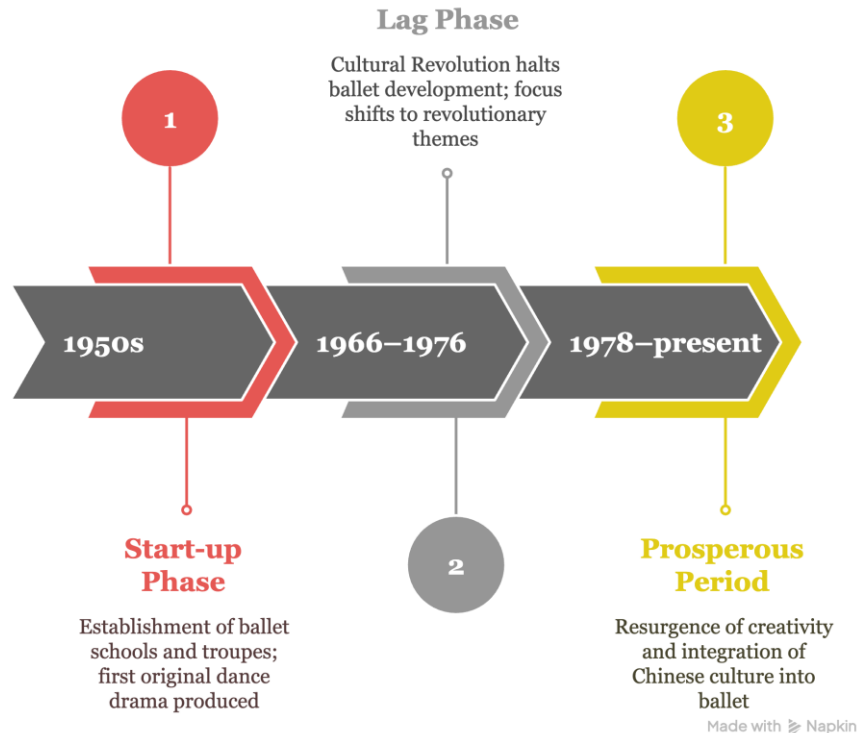 Lag Phase
Cultural Revolution halts
ballet development; focus
shifts to revolutionary
themes
1
3
1950s
1966–1976
1978–present
Start-up
Phase
Establishment of ballet
schools and troupes;
first original dance
drama produced
2
Prosperous
Period
Resurgence of creativity
and integration of
Chinese culture into
ballet
Made with Napkin